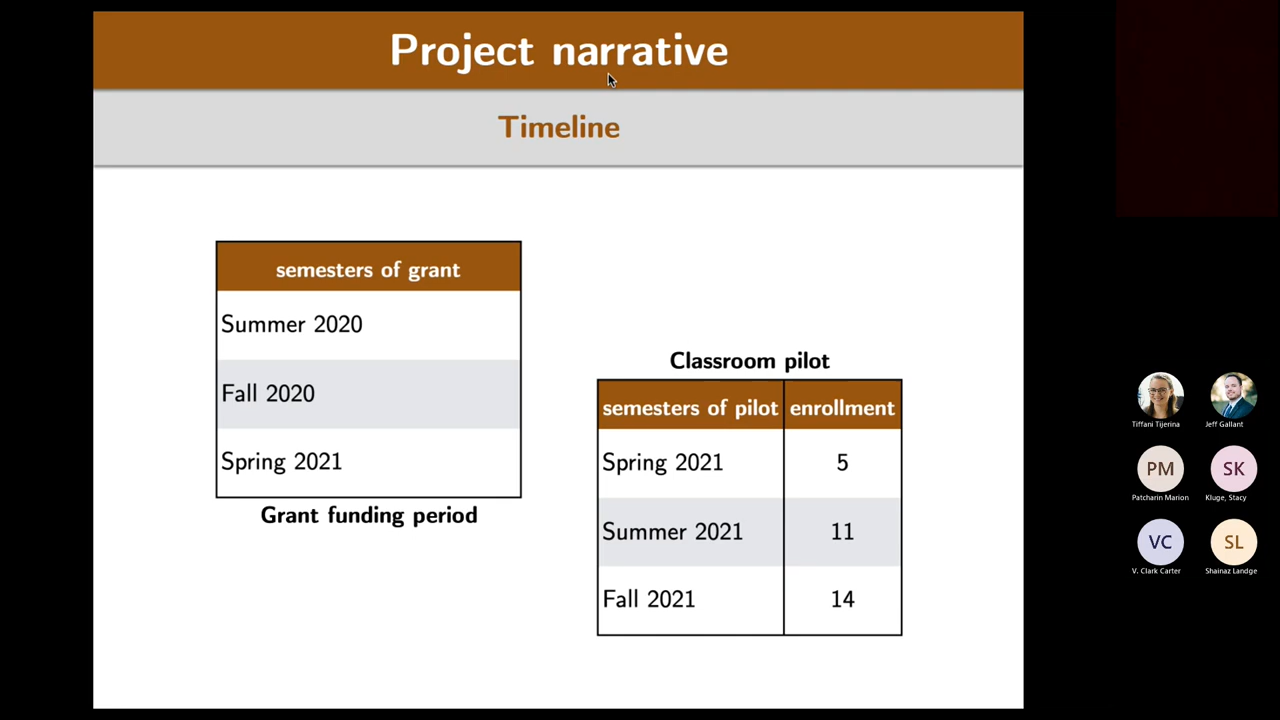 Project narrative
Timeline
semesters of grant
Summer 2020
Fall 2020
Spring 2021
Grant funding period
Classroom pilot
semesters of pilot enrollment
Spring 2021 5
Summer 2021 11
Fall 2021 14
Tiffani Tijerina Jeff Gallant
PM SK
Patcharin Marion Kluge, Stacy
VC SL
V. Clark Carter Shainaz Landge